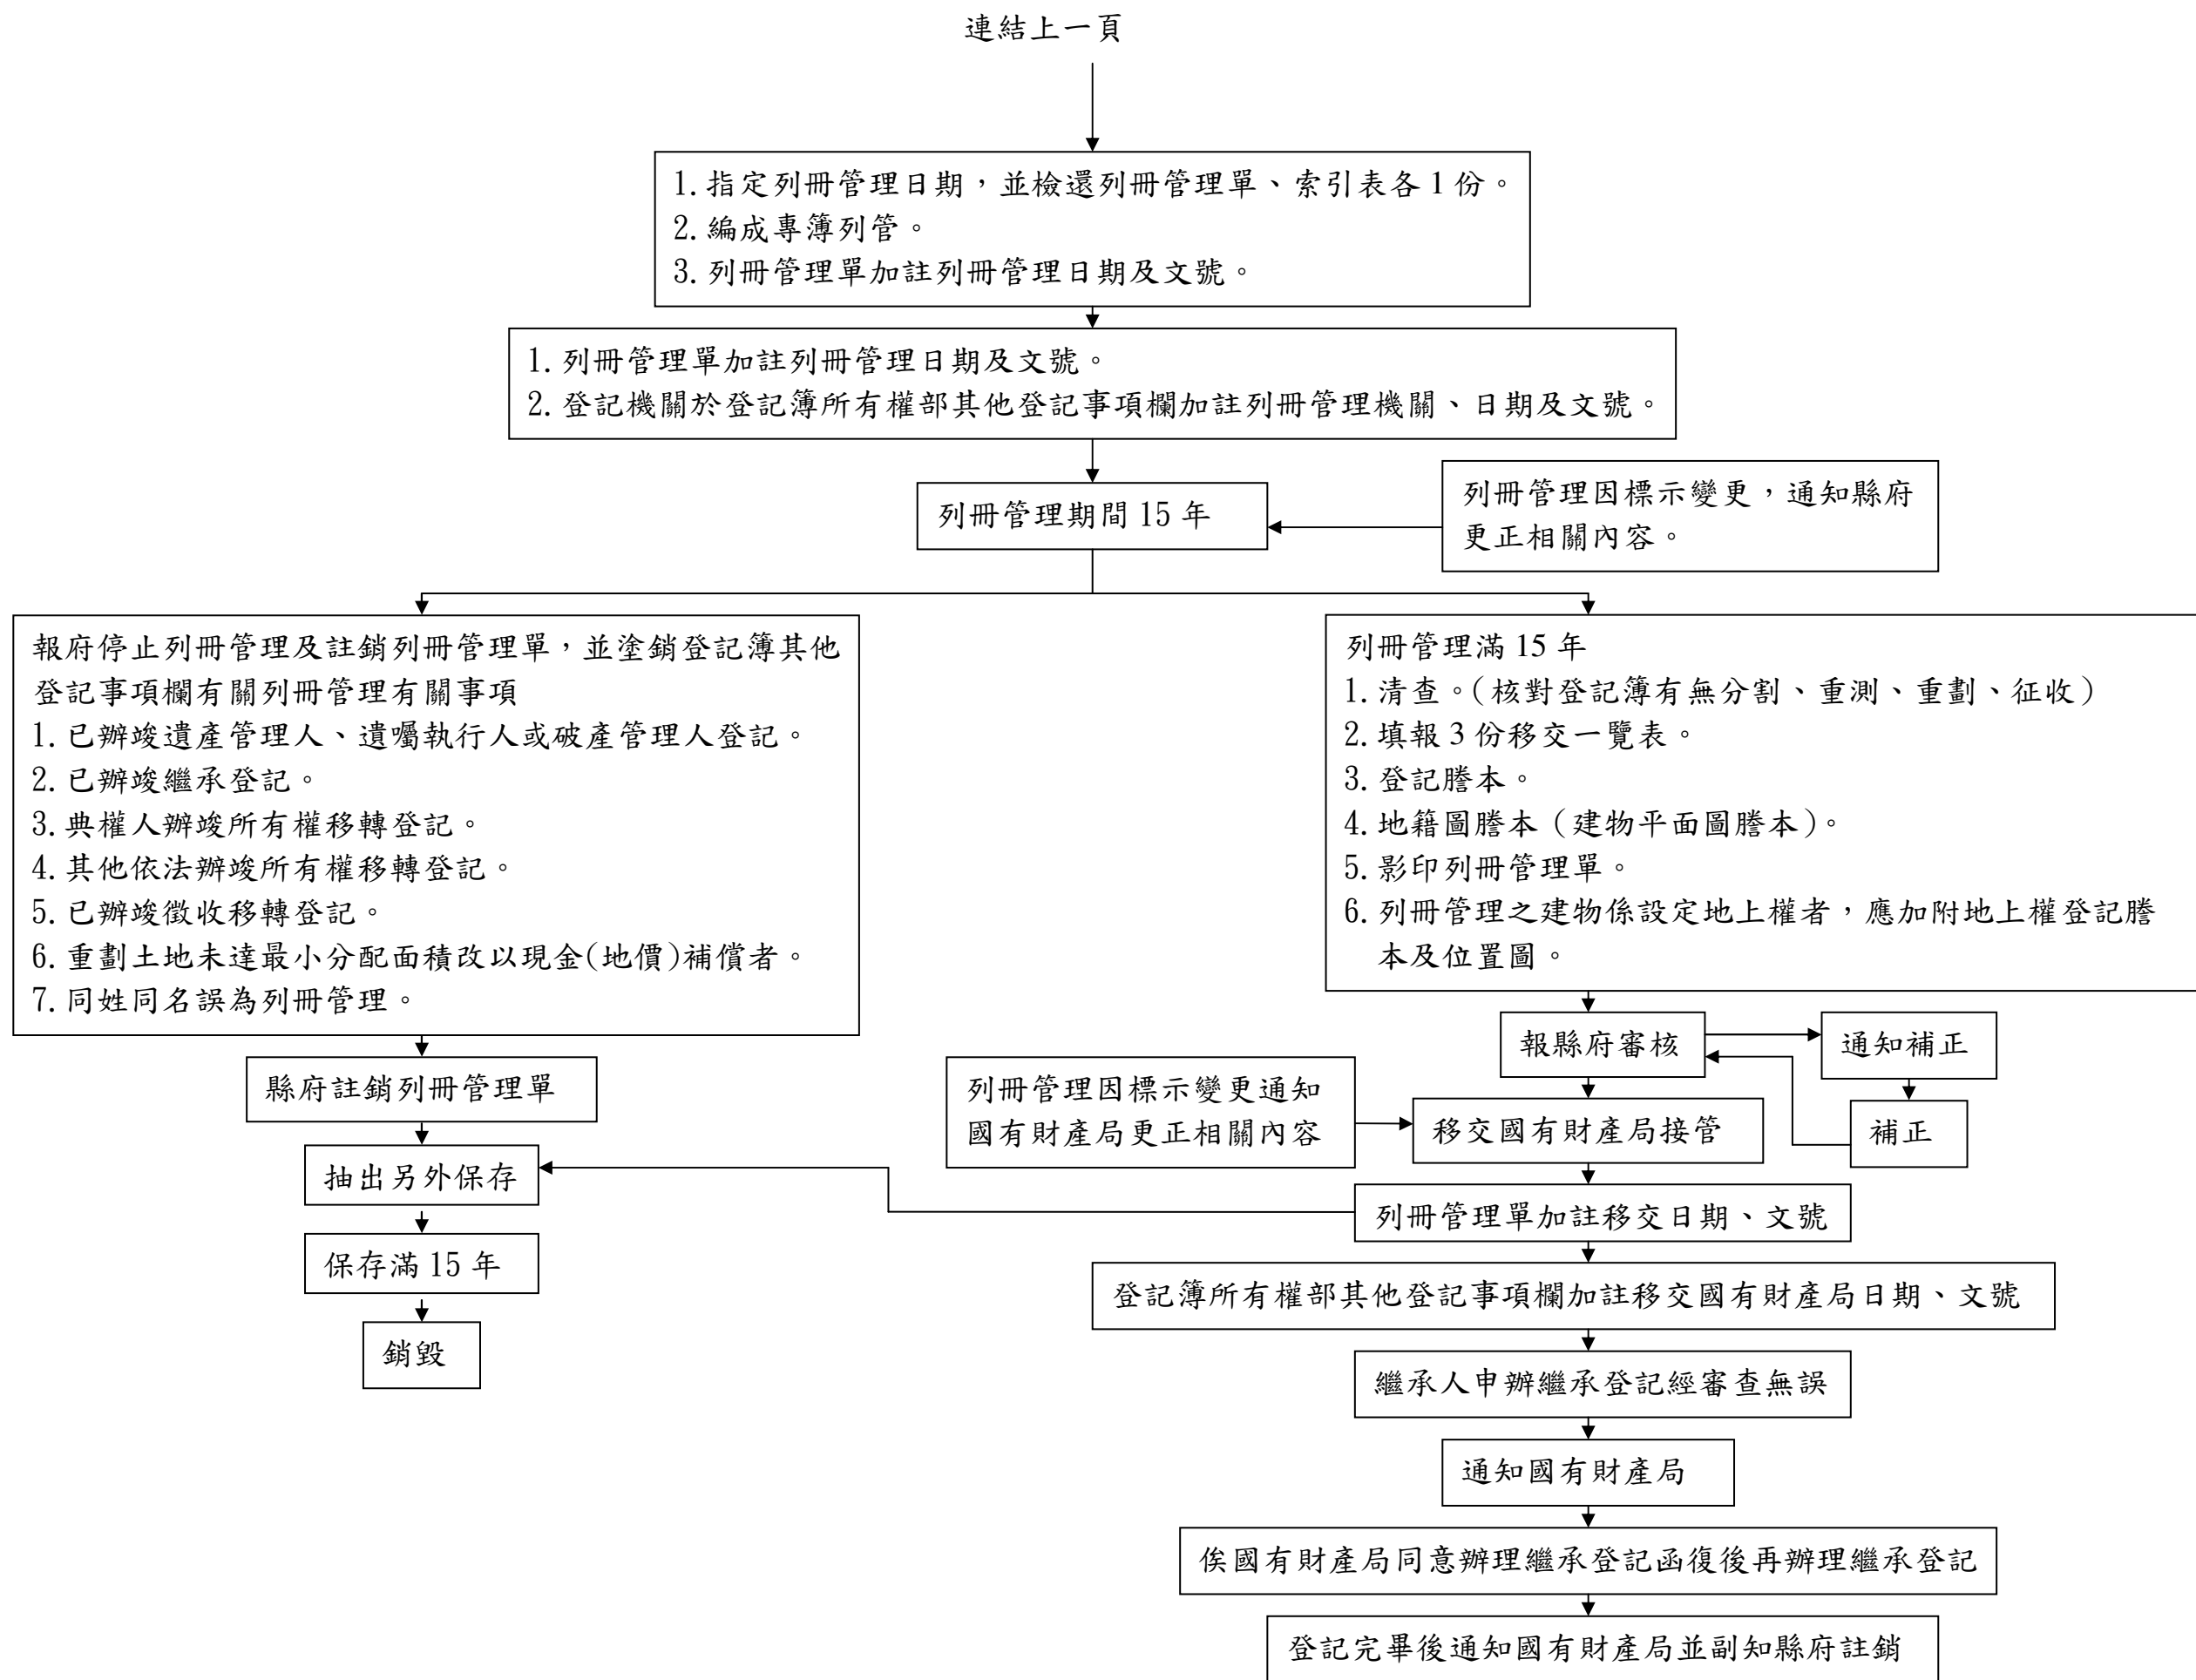 連結上一頁
1. 指定列冊管理日期，並檢還列冊管理單、索引表各 1 份。
2. 編成專簿列管。
3. 列冊管理單加註列冊管理日期及文號。
1. 列冊管理單加註列冊管理日期及文號。
2. 登記機關於登記簿所有權部其他登記事項欄加註列冊管理機關、日期及文號。
列冊管理期間 15 年
列冊管理因標示變更，通知縣府
更正相關內容。
報府停止列冊管理及註銷列冊管理單，並塗銷登記簿其他
登記事項欄有關列冊管理有關事項
1. 已辦竣遺產管理人、遺囑執行人或破產管理人登記。
2. 已辦竣繼承登記。
3. 典權人辦竣所有權移轉登記。
4. 其他依法辦竣所有權移轉登記。
5. 已辦竣徵收移轉登記。
6. 重劃土地未達最小分配面積改以現金(地價)補償者。
7. 同姓同名誤為列冊管理。
縣府註銷列冊管理單
抽出另外保存
保存滿 15 年
銷毀
列冊管理滿 15 年
1. 清查。(核對登記簿有無分割、重測、重劃、征收)
2. 填報 3 份移交一覽表。
3. 登記謄本。
4. 地籍圖謄本（建物平面圖謄本）。
5. 影印列冊管理單。
6. 列冊管理之建物係設定地上權者，應加附地上權登記謄
本及位置圖。
報縣府審核
通知補正
補正
列冊管理因標示變更通知
國有財產局更正相關內容
移交國有財產局接管
列冊管理單加註移交日期、文號
登記簿所有權部其他登記事項欄加註移交國有財產局日期、文號
繼承人申辦繼承登記經審查無誤
通知國有財產局
俟國有財產局同意辦理繼承登記函復後再辦理繼承登記
登記完畢後通知國有財產局並副知縣府註銷